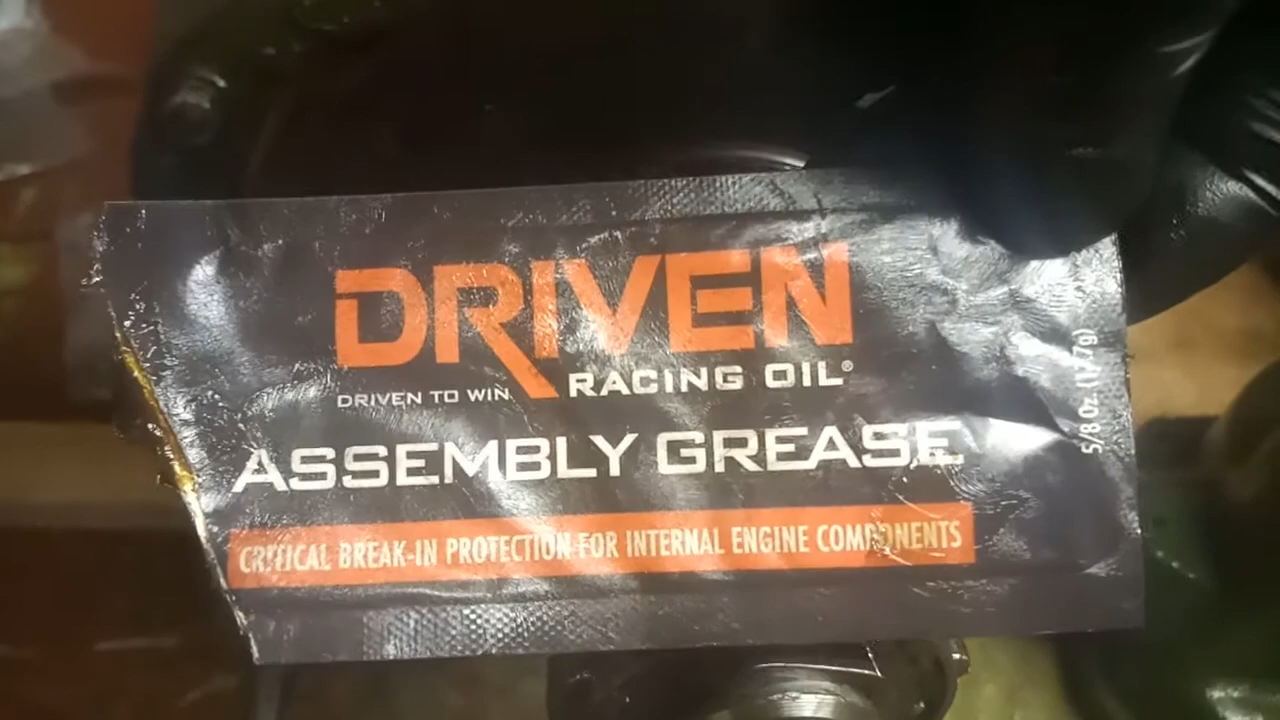 DRIVEN
DRIVEN TO WIN RACING OIL®
ASSEMBLY GREASE
CRITICAL BREAK-IN PROTECTION FOR INTERNAL ENGINE COMPONENTS
5/8 Oz. (17.7g)